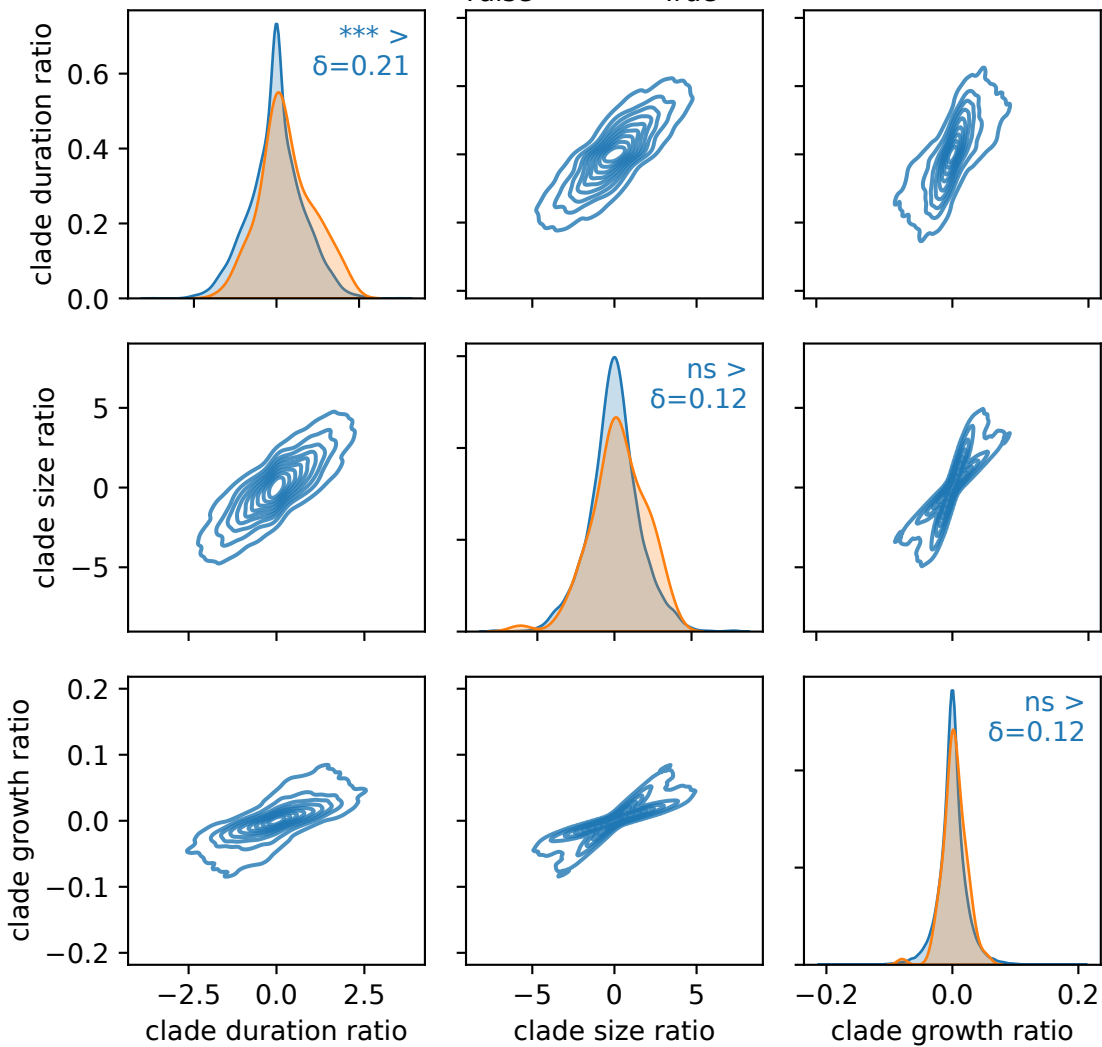 clade duration ratio
0.6
0.4
0.2
0.0
*** >
δ=0.21
clade size ratio
5
0
−5
ns >
δ=0.12
clade growth ratio
0.2
0.1
0.0
−0.1
−0.2
ns >
δ=0.12
−2.5
0.0
2.5
−5
0
5
−0.2
0.0
0.2
clade duration ratio
clade size ratio
clade growth ratio